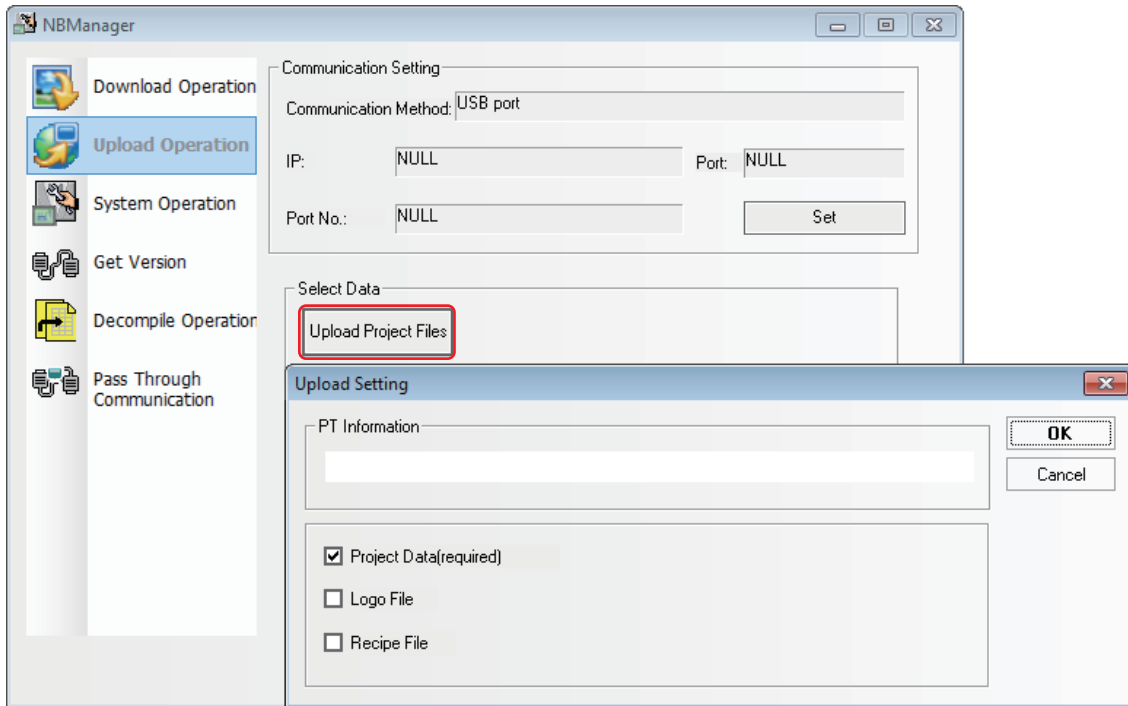 NBManager
Download Operation
Upload Operation
System Operation
Get Version
Decompile Operation
Pass Through
Communication
Communication Setting
Communication Method: USB port
IP: NULL Port: NULL
Port No.: NULL Set
Select Data
Upload Project Files
Upload Setting
PT Information
OK
Cancel
Project Data(required)
Logo File
Recipe File